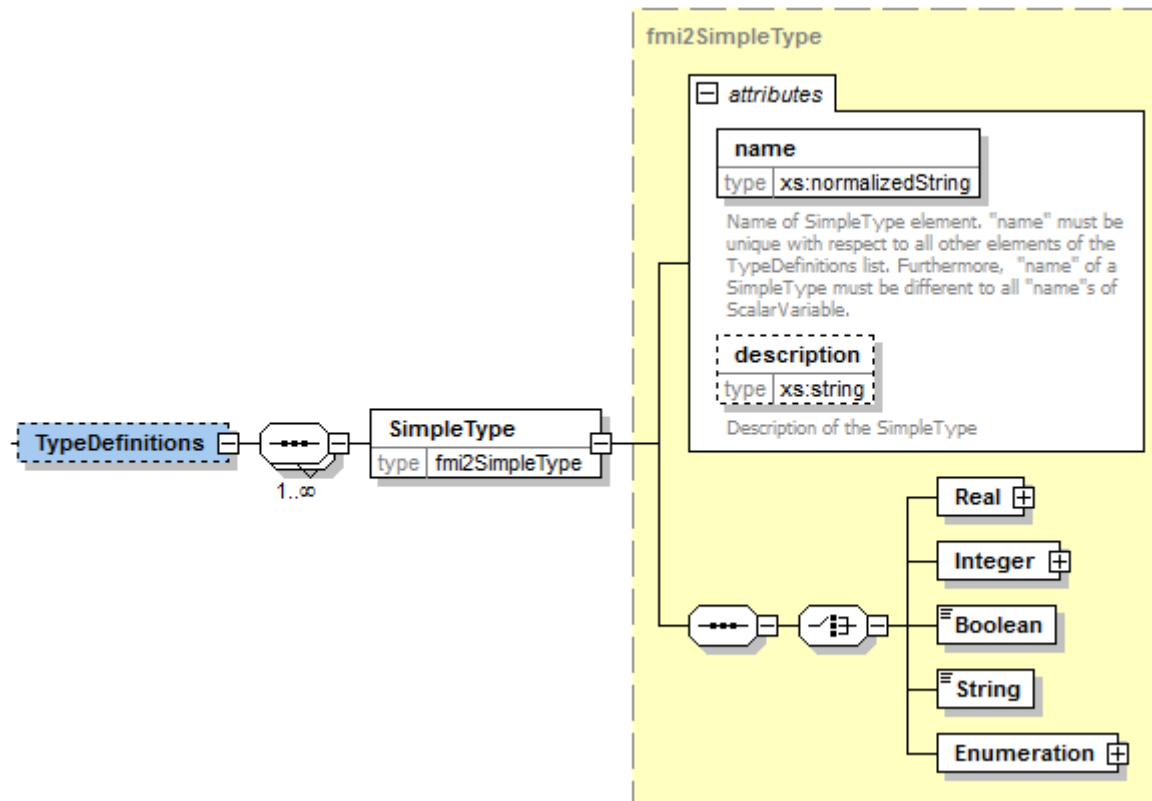 fmi2SimpleType
attributes
name
type xs:normalizedString
Name of SimpleType element. "name" must be
unique with respect to all other elements of the
TypeDefinitions list. Furthermore, "name" of a
SimpleType must be different to all "name"s of
ScalarVariable.
description
type xs:string
Description of the SimpleType
TypeDefinitions
1..∞
SimpleType
type fmi2SimpleType
Real
Integer
Boolean
String
Enumeration